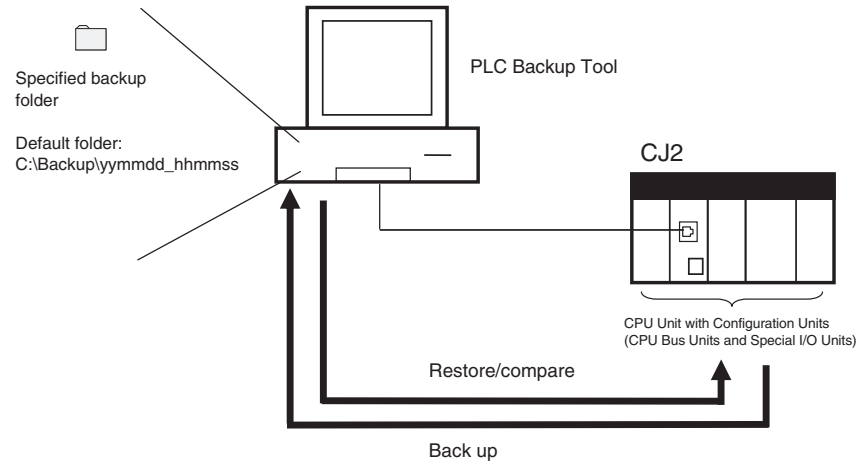 Specified backup
folder
Default folder:
C:\Backup\yymmdd_hhmmss
PLC Backup Tool
CJ2
CPU Unit with Configuration Units
(CPU Bus Units and Special I/O Units)
Restore/compare
Back up